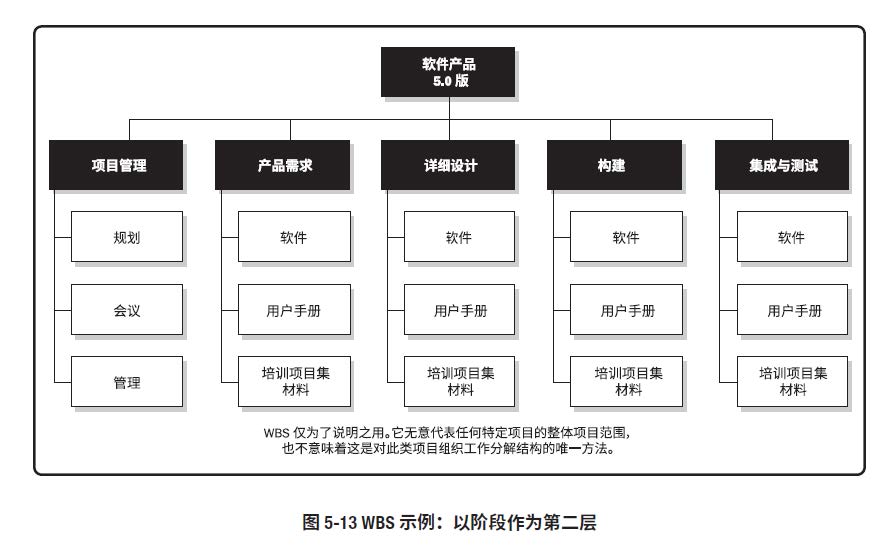 软件产品
5.0 版
项目管理
产品需求
详细设计
构建
集成与测试
规划
软件
软件
软件
软件
会议
用户手册
用户手册
用户手册
用户手册
管理
培训项目集
材料
培训项目集
材料
培训项目集
材料
培训项目集
材料
WBS 仅为了说明之用。它无意代表任何特定项目的整体项目范围，
也不意味着这是对此类项目组织工作分解结构的唯一方法。
图 5-13 WBS 示例：以阶段作为第二层